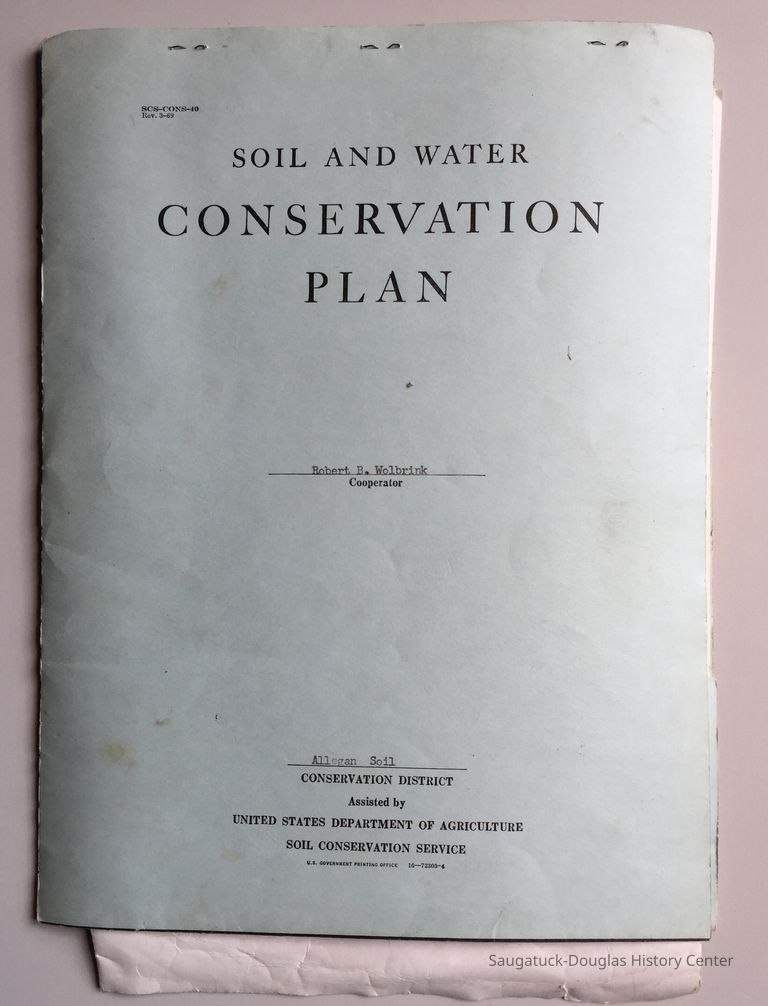 SCS-CONS-40
Rev. 3-69
SOIL AND WATER
CONSERVATION
PLAN
Robert B. Wolbrink
Cooperator
Allegan Soil
CONSERVATION DISTRICT
Assisted by
UNITED STATES DEPARTMENT OF AGRICULTURE
SOIL CONSERVATION SERVICE
U.S. GOVERNMENT PRINTING OFFICE 16—72303-4
Saugatuck-Douglas History Center